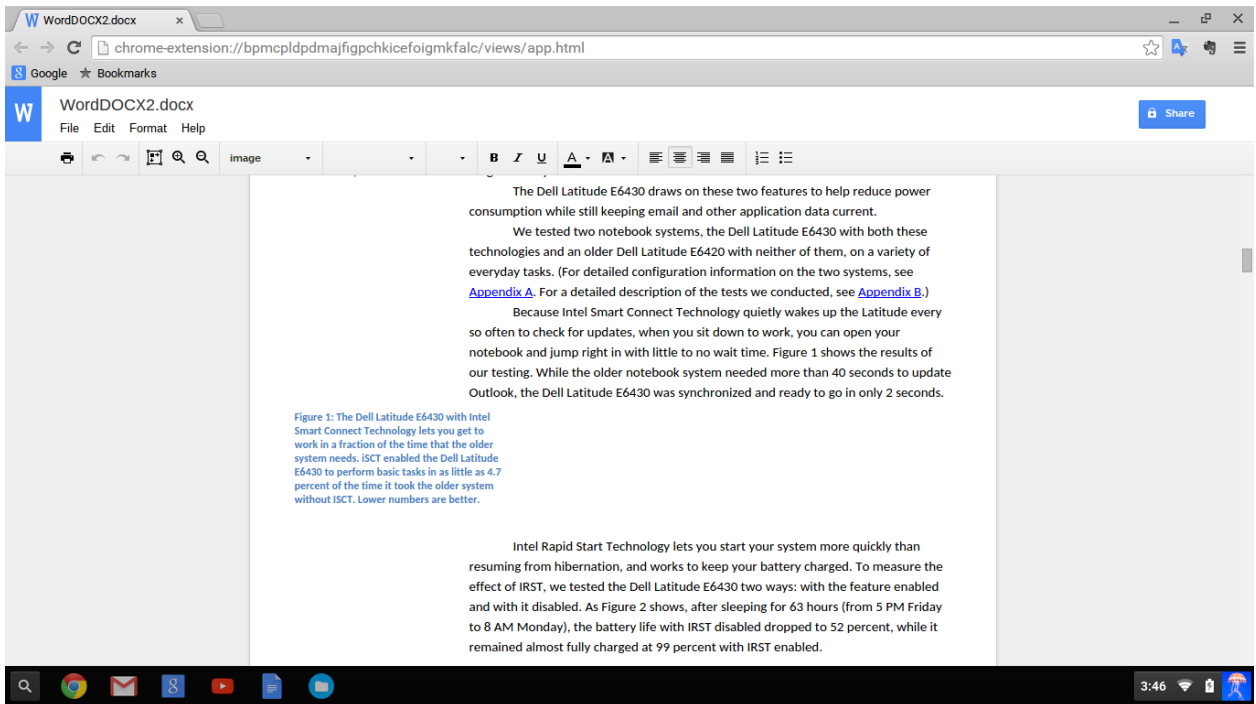 WordDOCX2.docx
chrome-extension://bpmcpldpdmajfigpchkicefoigmkfalc/views/app.html
Google Bookmarks
WordDOCX2.docx
Share
File Edit Format Help
image B I U A A
The Dell Latitude E6430 draws on these two features to help reduce power
consumption while still keeping email and other application data current.
We tested two notebook systems, the Dell Latitude E6430 with both these
technologies and an older Dell Latitude E6420 with neither of them, on a variety of
everyday tasks. (For detailed configuration information on the two systems, see
Appendix A. For a detailed description of the tests we conducted, see Appendix B.)
Because Intel Smart Connect Technology quietly wakes up the Latitude every
so often to check for updates, when you sit down to work, you can open your
notebook and jump right in with little to no wait time. Figure 1 shows the results of
our testing. While the older notebook system needed more than 40 seconds to update
Outlook, the Dell Latitude E6430 was synchronized and ready to go in only 2 seconds.
Figure 1: The Dell Latitude E6430 with Intel
Smart Connect Technology lets you get to
work in a fraction of the time that the older
system needs. iSCT enabled the Dell Latitude
E6430 to perform basic tasks in as little as 4.7
percent of the time it took the older system
without ISCT. Lower numbers are better.
Intel Rapid Start Technology lets you start your system more quickly than
resuming from hibernation, and works to keep your battery charged. To measure the
effect of IRST, we tested the Dell Latitude E6430 two ways: with the feature enabled
and with it disabled. As Figure 2 shows, after sleeping for 63 hours (from 5 PM Friday
to 8 AM Monday), the battery life with IRST disabled dropped to 52 percent, while it
remained almost fully charged at 99 percent with IRST enabled.
3:46